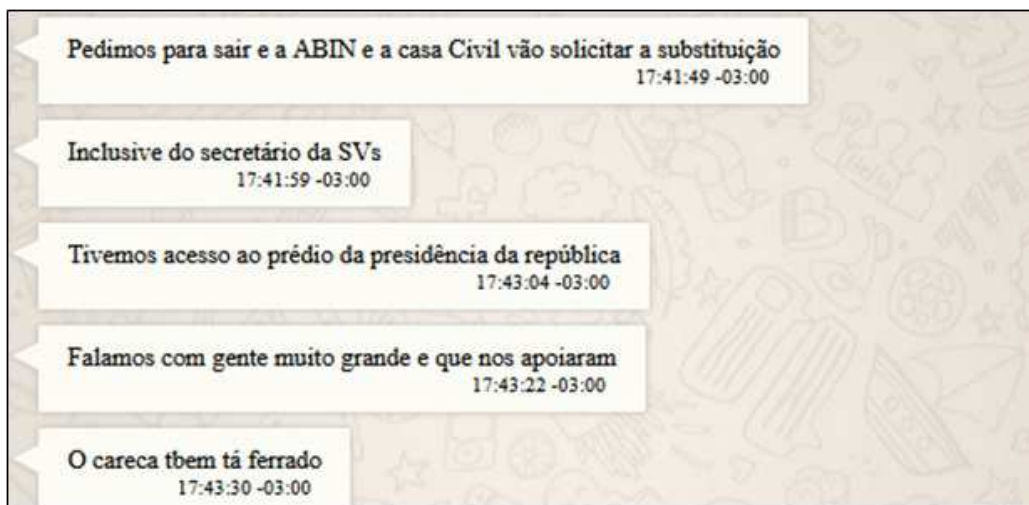 Pedimos para sair e a ABIN e a casa Civil vão solicitar a substituição
17:41:49 -03:00
Inclusive do secretário da SVs
17:41:59 -03:00
Tivemos acesso ao prédio da presidência da república
17:43:04 -03:00
Falamos com gente muito grande e que nos apoiaram
17:43:22 -03:00
O careca tbem tá ferrado
17:43:30 -03:00